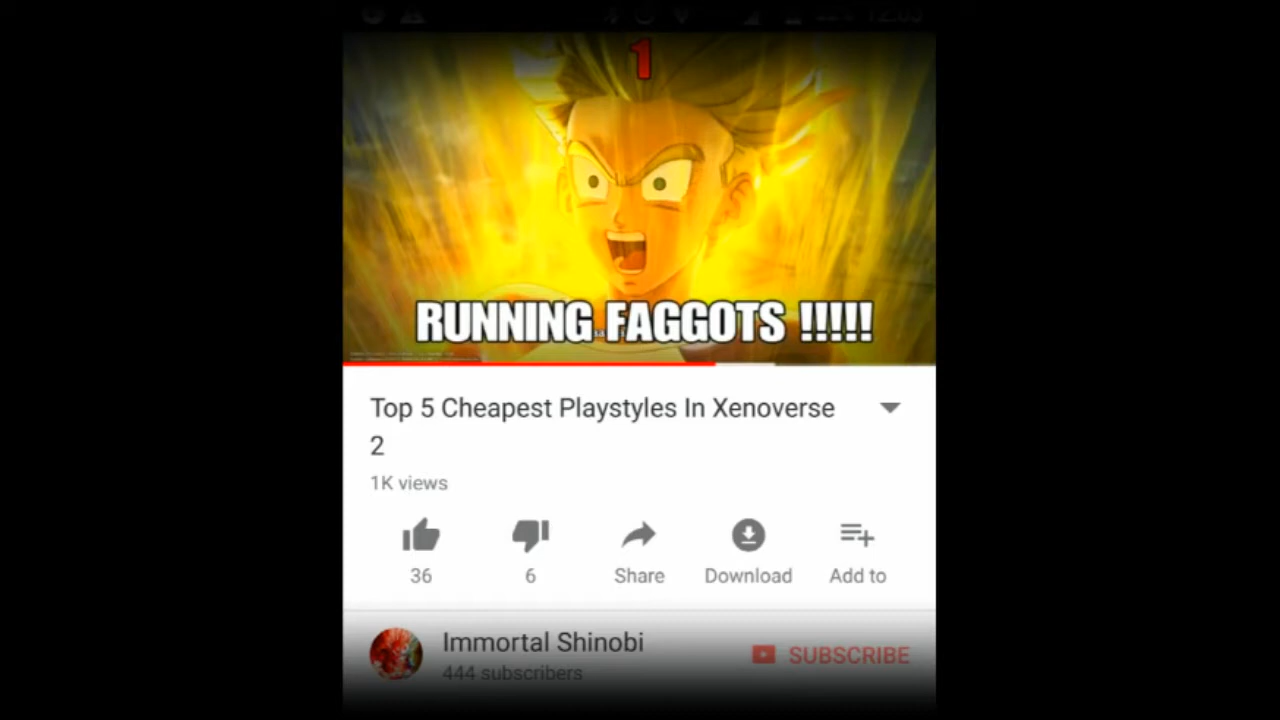 1
RUNNING FAGGOTS !!!!!
Top 5 Cheapest Playstyles In Xenoverse
2
1K views
36
6
Share
Download
Add to
Immortal Shinobi
SUBSCRIBE
444 subscribers